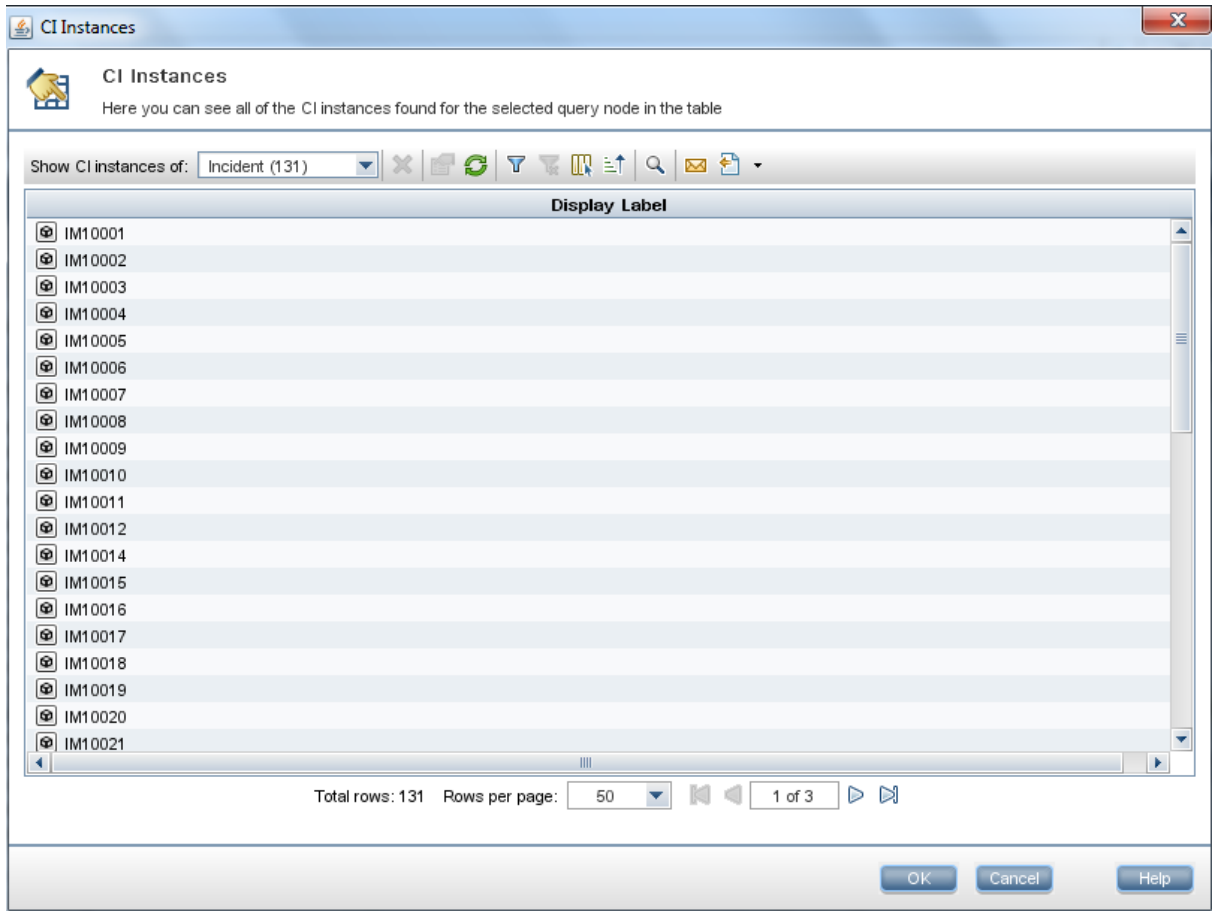 CI Instances
CI Instances
Here you can see all of the CI instances found for the selected query node in the table
Show CI instances of: Incident (131)
Display Label
IM10001
IM10002
IM10003
IM10004
IM10005
IM10006
IM10007
IM10008
IM10009
IM10010
IM10011
IM10012
IM10014
IM10015
IM10016
IM10017
IM10018
IM10019
IM10020
IM10021
Total rows: 131 Rows per page: 50 1 of 3
OK Cancel Help